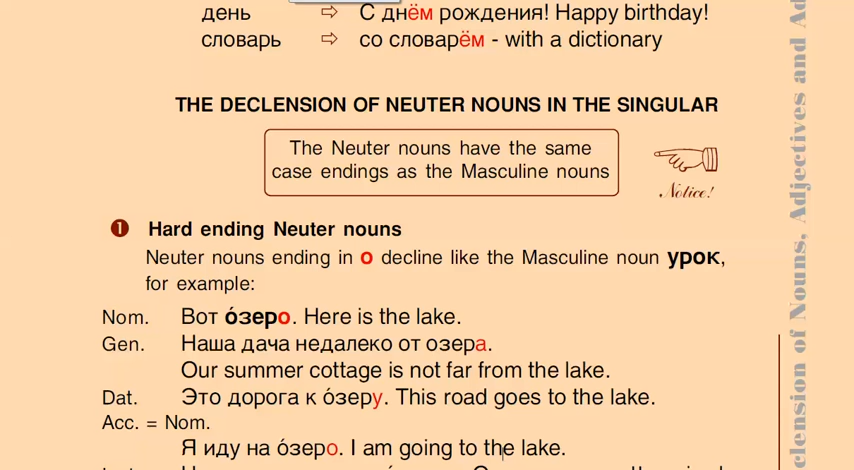 день ⇨ С днём рождения! Happy birthday!
словарь ⇨ со словарём - with a dictionary
THE DECLENSION OF NEUTER NOUNS IN THE SINGULAR
The Neuter nouns have the same
case endings as the Masculine nouns
Notice!
❶ Hard ending Neuter nouns
Neuter nouns ending in о decline like the Masculine noun урок,
for example:
Nom. Вот о́зеро. Here is the lake.
Gen. Наша дача недалеко от озера.
Our summer cottage is not far from the lake.
Dat. Это дорога к о́зеру. This road goes to the lake.
Acc. = Nom.
Я иду на о́зеро. I am going to the lake.
clension of Nouns, Adjectives and Ad